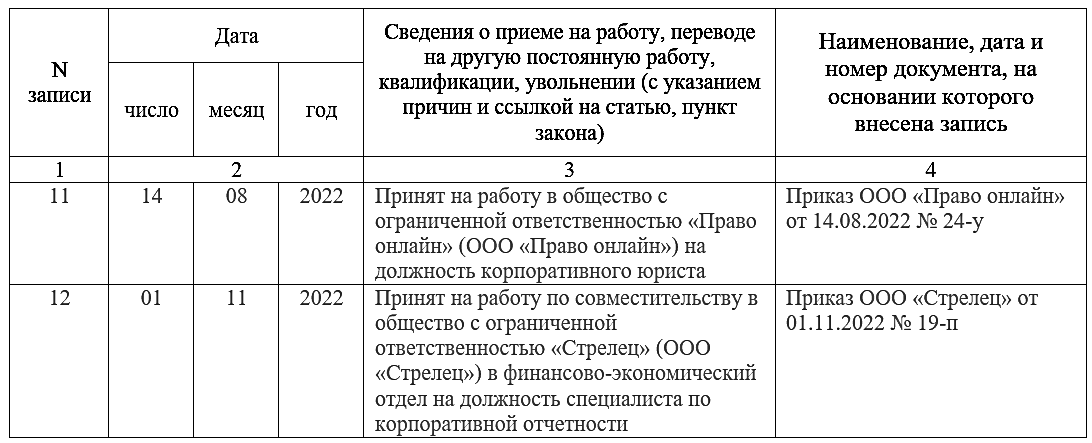 N записи
Дата
число
месяц
год
Сведения о приеме на работу, переводе
на другую постоянную работу,
квалификации, увольнении (с указанием
причин и ссылкой на статью, пункт
закона)
Наименование, дата и
номер документа, на
основании которого
внесена запись
1
2
3
4
11
14
08
2022
Принят на работу в общество с
ограниченной ответственностью «Право
онлайн» (ООО «Право онлайн») на
должность корпоративного юриста
Приказ ООО «Право онлайн»
от 14.08.2022 № 24-у
12
01
11
2022
Принят на работу по совместительству в
общество с ограниченной
ответственностью «Стрелец» (ООО
«Стрелец») в финансово-экономический
отдел на должность специалиста по
корпоративной отчетности
Приказ ООО «Стрелец» от
01.11.2022 № 19-п